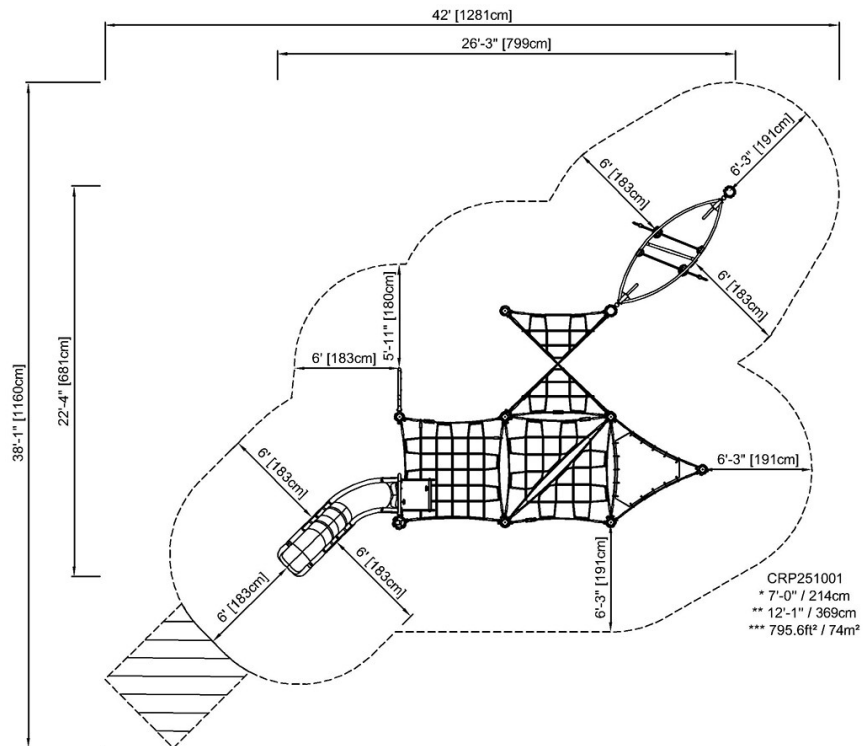 42' [1281cm]
26'-3" [799cm]
6'-3" [191cm]
6' [183cm]
6' [183cm]
5'-11" [180cm]
6' [183cm]
22'-4" [681cm]
38'-1" [1160cm]
6' [183cm]
6'-3" [191cm]
6' [183cm]
6' [183cm]
6'-3" [191cm]
CRP251001
* 7'-0" / 214cm
** 12'-1" / 369cm
*** 795.6ft² / 74m²